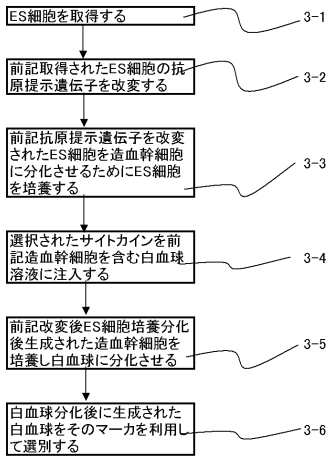 ES細胞を取得する
3-1
前記取得されたES細胞の抗
原提示遺伝子を改変する
3-2
前記抗原提示遺伝子を改変
されたES細胞を造血幹細胞
に分化させるためにES細胞
を培養する
3-3
選択されたサイトカインを前
記造血幹細胞を含む白血球
溶液に注入する
3-4
前記改変後ES細胞培養分化
後生成された造血幹細胞を
培養し白血球に分化させる
3-5
白血球分化後に生成された
白血球をそのマーカを利用し
て選別する
3-6